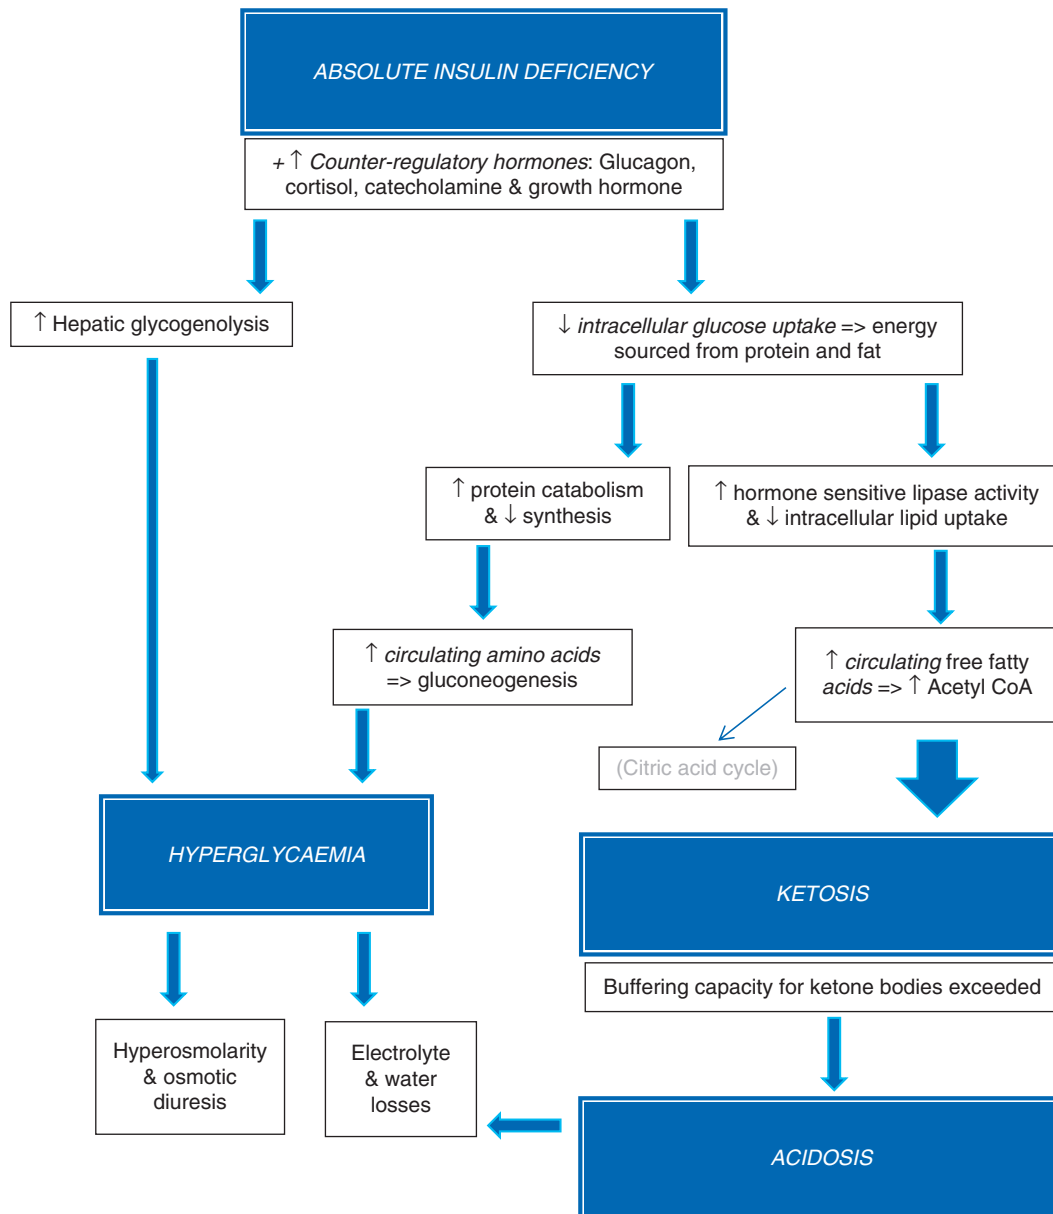 ABSOLUTE INSULIN DEFICIENCY
+ ↑ Counter-regulatory hormones: Glucagon,
cortisol, catecholamine & growth hormone
↑ Hepatic glycogenolysis
↓ intracellular glucose uptake => energy
sourced from protein and fat
↑ protein catabolism
& ↓ synthesis
↑ hormone sensitive lipase activity
& ↓ intracellular lipid uptake
↑ circulating amino acids
=> gluconeogenesis
↑ circulating free fatty
acids => ↑ Acetyl CoA
(Citric acid cycle)
HYPERGLYCAEMIA
KETOSIS
Buffering capacity for ketone bodies exceeded
Hyperosmolarity
& osmotic
diuresis
Electrolyte
& water
losses
ACIDOSIS